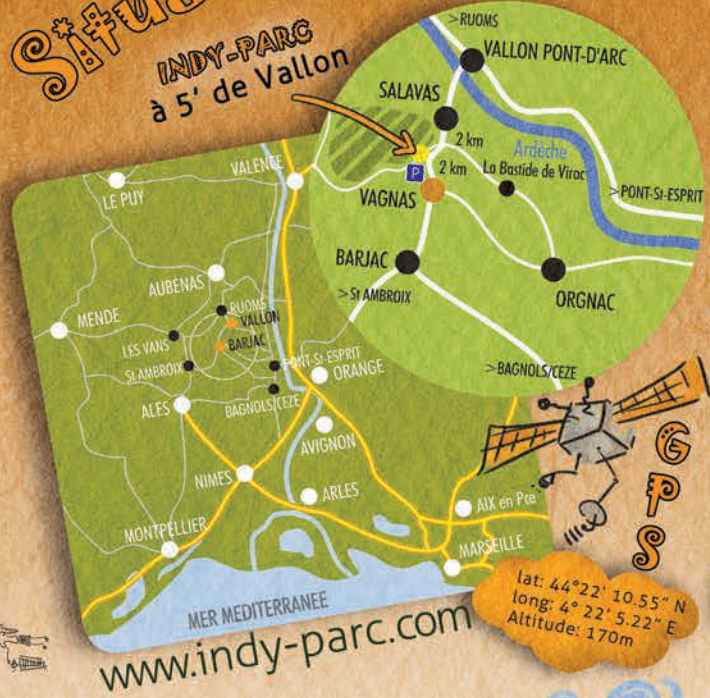 INDY-PARC
à 5' de Vallon
>RUOMS
VALLON PONT-D'ARC
SALAVAS
2 km
Ardèche
P
2 km
La Bastide de Virac
VAGNAS
>PONT-St-ESPRIT
BARJAC
>St AMBROIX
ORGNAC
>BAGNOLS/CEZE
VALENCE
LE PUY
AUBENAS
MENDE
RUOMS
VALLON
LES VANS
BARJAC
St AMBROIX
PONT-St-ESPRIT
ORANGE
ALES
BAGNOLS/CEZE
AVIGNON
NIMES
ARLES
AIX en Pce
MONTPELLIER
MARSEILLE
MER MEDITERRANEE
GPS
lat: 44°22' 10.55" N
long: 4° 22' 5.22" E
Altitude: 170m
www.indy-parc.com